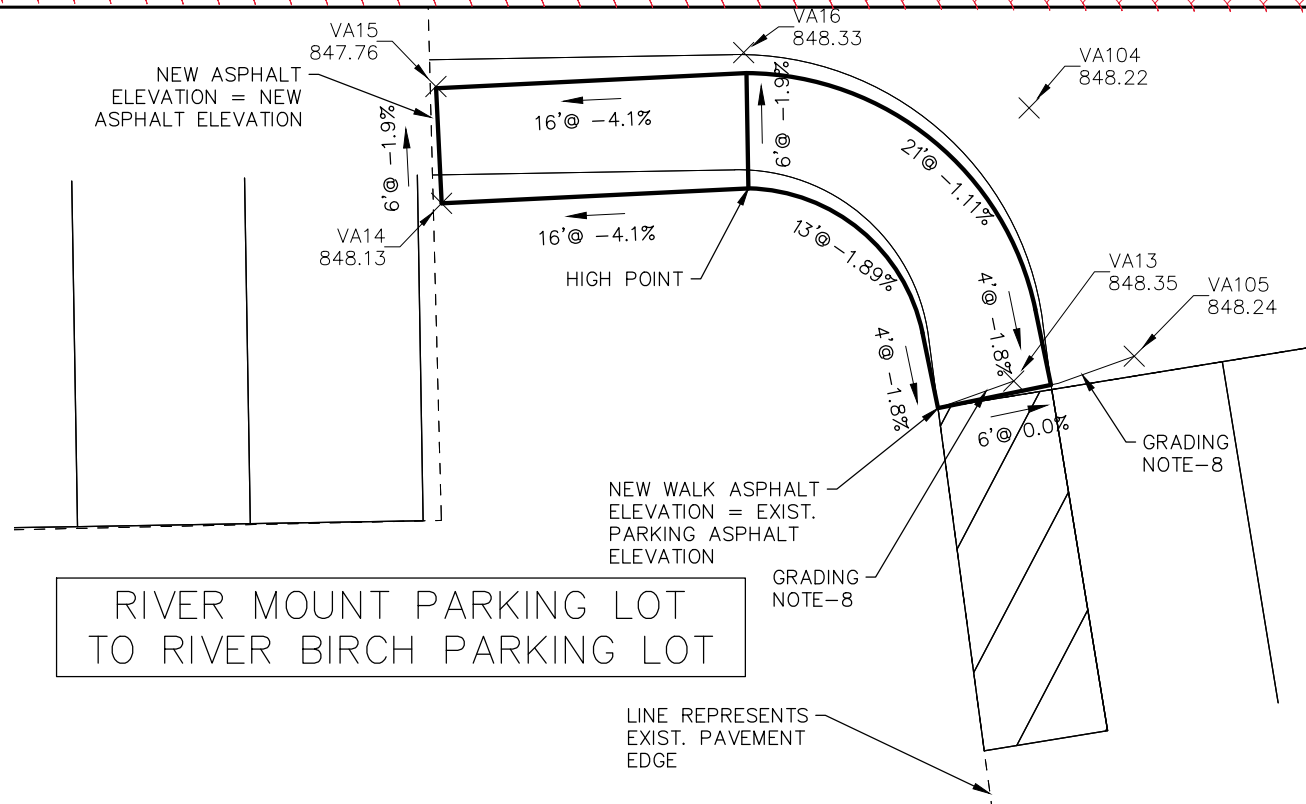 VA15
847.76
VA16
848.33
NEW ASPHALT
ELEVATION = NEW
ASPHALT ELEVATION
VA104
848.22
16'@ -4.1%
6'@ -1.9%
6'@ -1.9%
21'@ -1.11%
VA14
848.13
16'@ -4.1%
13'@ -1.89%
HIGH POINT
VA13
848.35
VA105
848.24
4'@ -1.8%
4'@ -1.8%
6'@ 0.0%
GRADING
NOTE-8
NEW WALK ASPHALT
ELEVATION = EXIST.
PARKING ASPHALT
ELEVATION
GRADING
NOTE-8
RIVER MOUNT PARKING LOT
TO RIVER BIRCH PARKING LOT
LINE REPRESENTS
EXIST. PAVEMENT
EDGE